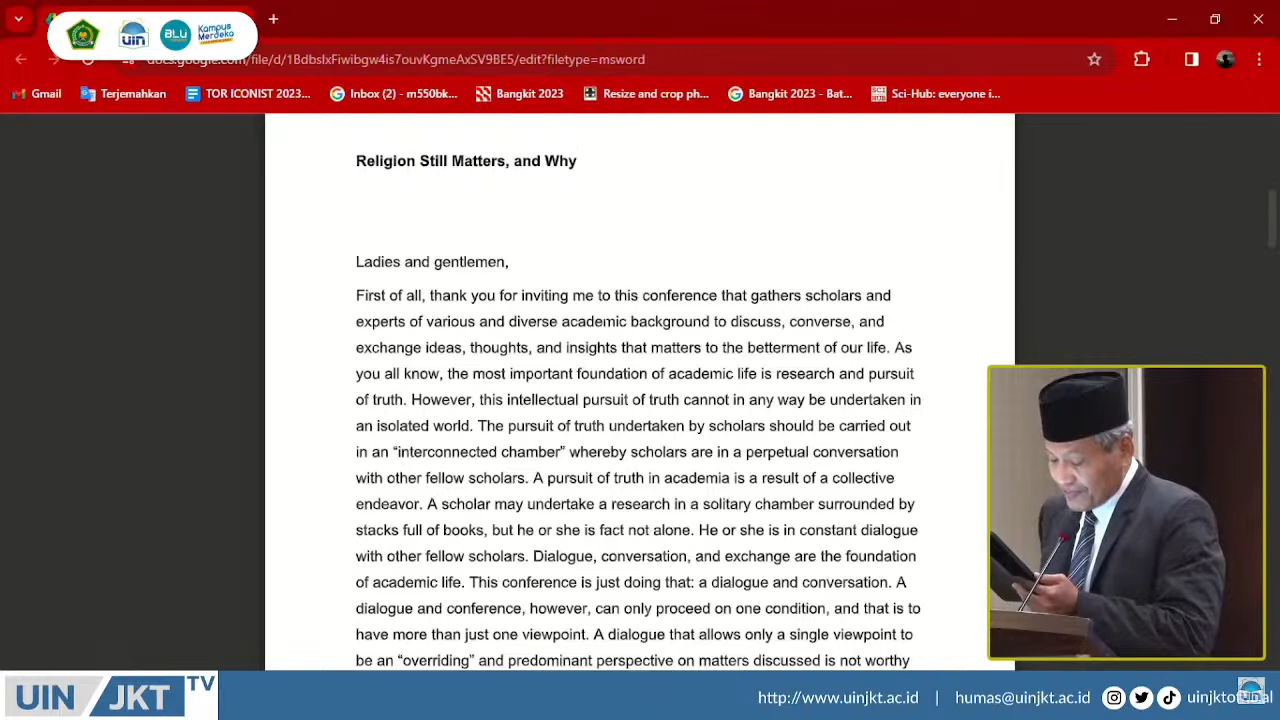 uin
BLU
Kampus
Merdeka
docs.google.com/file/d/1BdbsIxFiwibgw4is7ouvKgmeAxSV9BE5/edit?filetype=msword
Gmail
Terjemahkan
TOR ICONIST 2023...
Inbox (2) - m550bk...
Bangkit 2023
Resize and crop ph...
Bangkit 2023 - Bat...
Sci-Hub: everyone i...
Religion Still Matters, and Why
Ladies and gentlemen,
First of all, thank you for inviting me to this conference that gathers scholars and
experts of various and diverse academic background to discuss, converse, and
exchange ideas, thoughts, and insights that matters to the betterment of our life. As
you all know, the most important foundation of academic life is research and pursuit
of truth. However, this intellectual pursuit of truth cannot in any way be undertaken in
an isolated world. The pursuit of truth undertaken by scholars should be carried out
in an “interconnected chamber” whereby scholars are in a perpetual conversation
with other fellow scholars. A pursuit of truth in academia is a result of a collective
endeavor. A scholar may undertake a research in a solitary chamber surrounded by
stacks full of books, but he or she is fact not alone. He or she is in constant dialogue
with other fellow scholars. Dialogue, conversation, and exchange are the foundation
of academic life. This conference is just doing that: a dialogue and conversation. A
dialogue and conference, however, can only proceed on one condition, and that is to
have more than just one viewpoint. A dialogue that allows only a single viewpoint to
be an “overriding” and predominant perspective on matters discussed is not worthy
UIN JKT TV
http://www.uinjkt.ac.id | humas@uinjkt.ac.id